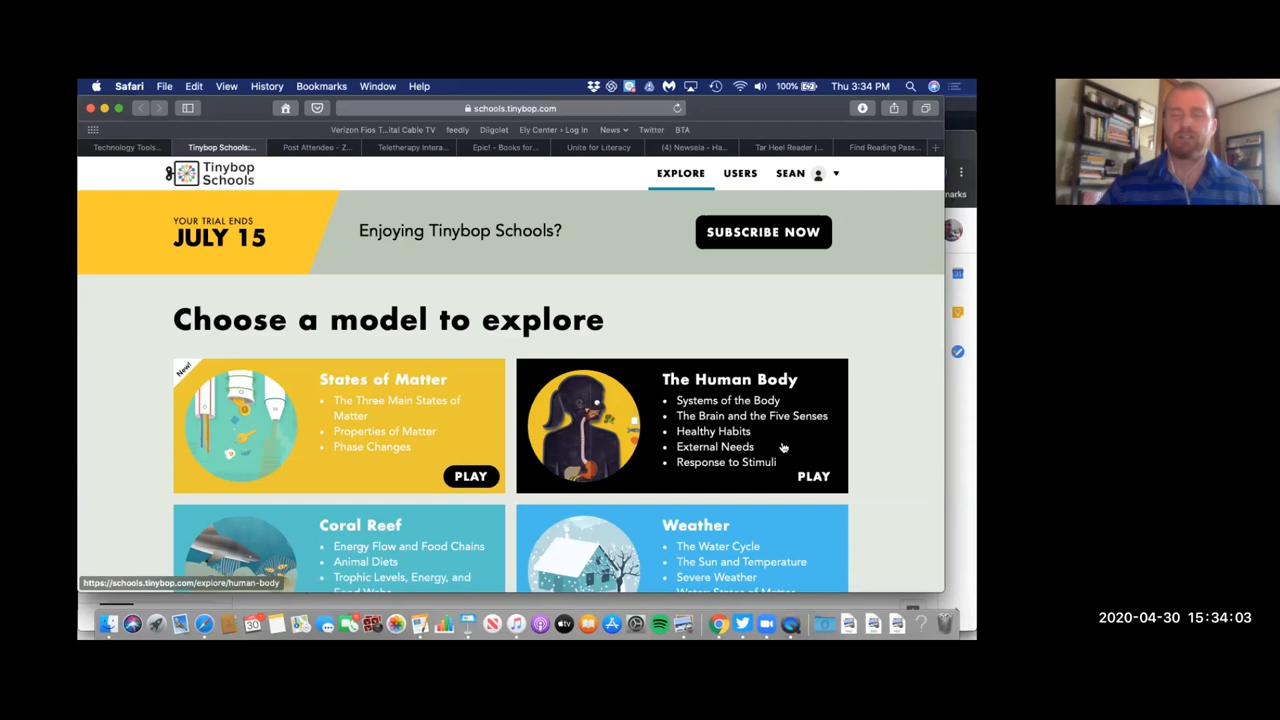 Safari File Edit View History Bookmarks Window Help 100% Thu 3:34 PM
schools.tinybop.com
Verizon Fios T...ital Cable TV feedly Diigolet Ely Center › Log In News Twitter BTA
Technology Tools... Tinybop Schools:... Post Attendee - Z... Teletherapy Intera... Epic! - Books for... Unite for Literacy (4) Newsela - Ha... Tar Heel Reader |... Find Reading Pass...
Tinybop
Schools
EXPLORE USERS SEAN
marks
YOUR TRIAL ENDS
JULY 15
Enjoying Tinybop Schools?
SUBSCRIBE NOW
Choose a model to explore
New!
States of Matter
• The Three Main States of
Matter
• Properties of Matter
• Phase Changes
PLAY
The Human Body
• Systems of the Body
• The Brain and the Five Senses
• Healthy Habits
• External Needs
• Response to Stimuli
PLAY
Coral Reef
• Energy Flow and Food Chains
• Animal Diets
• Trophic Levels, Energy, and
Weather
• The Water Cycle
• The Sun and Temperature
• Severe Weather
https://schools.tinybop.com/explore/human-body
30
tv
2020-04-30 15:34:03